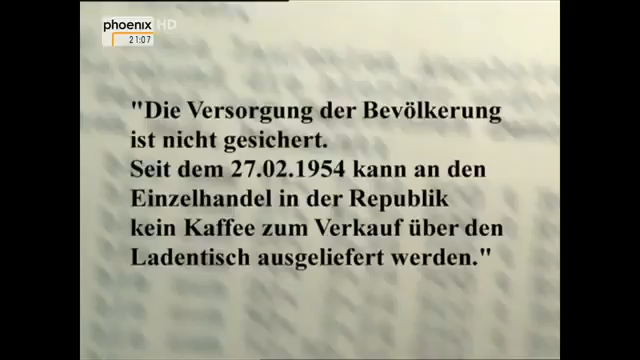 phoenix HD
21:07
"Die Versorgung der Bevölkerung
ist nicht gesichert.
Seit dem 27.02.1954 kann an den
Einzelhandel in der Republik
kein Kaffee zum Verkauf über den
Ladentisch ausgeliefert werden."